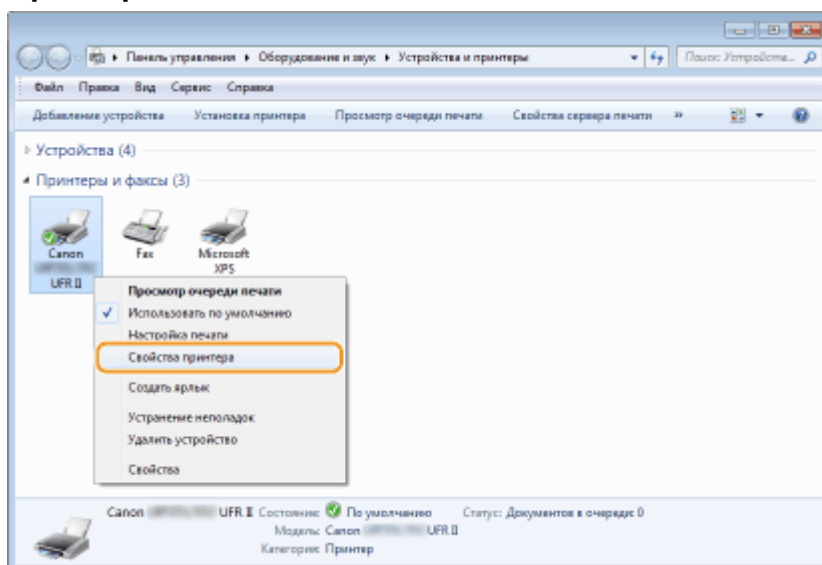 Панель управления ▸ Оборудование и звук ▸ Устройства и принтеры
Поиск: Устройств...
Файл Правка Вид Сервис Справка
Добавление устройства Установка принтера Просмотр очереди печати Свойства сервера печати »
Устройства (4)
Принтеры и факсы (3)
Canon
UFR II
Fax
Microsoft
XPS
Просмотр очереди печати
Использовать по умолчанию
Настройка печати
Свойства принтера
Создать ярлык
Устранение неполадок
Удалить устройство
Свойства
Canon UFR II Состояние: По умолчанию Статус: Документов в очереди: 0
Модель: Canon UFR II
Категория: Принтер